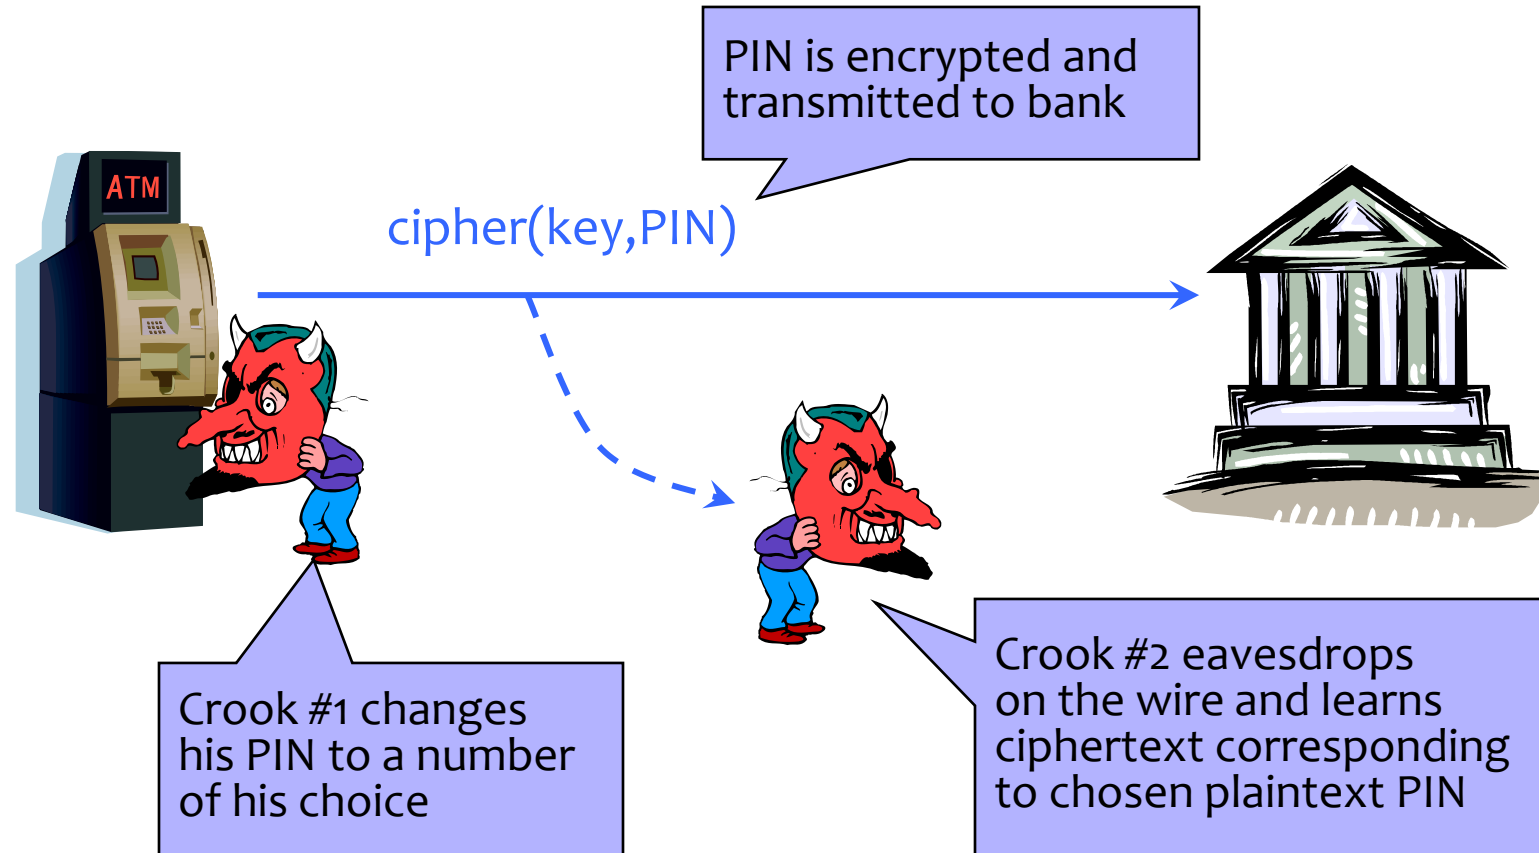 PIN is encrypted and
transmitted to bank
ATM
cipher(key,PIN)
Crook #1 changes
his PIN to a number
of his choice
Crook #2 eavesdrops
on the wire and learns
ciphertext corresponding
to chosen plaintext PIN